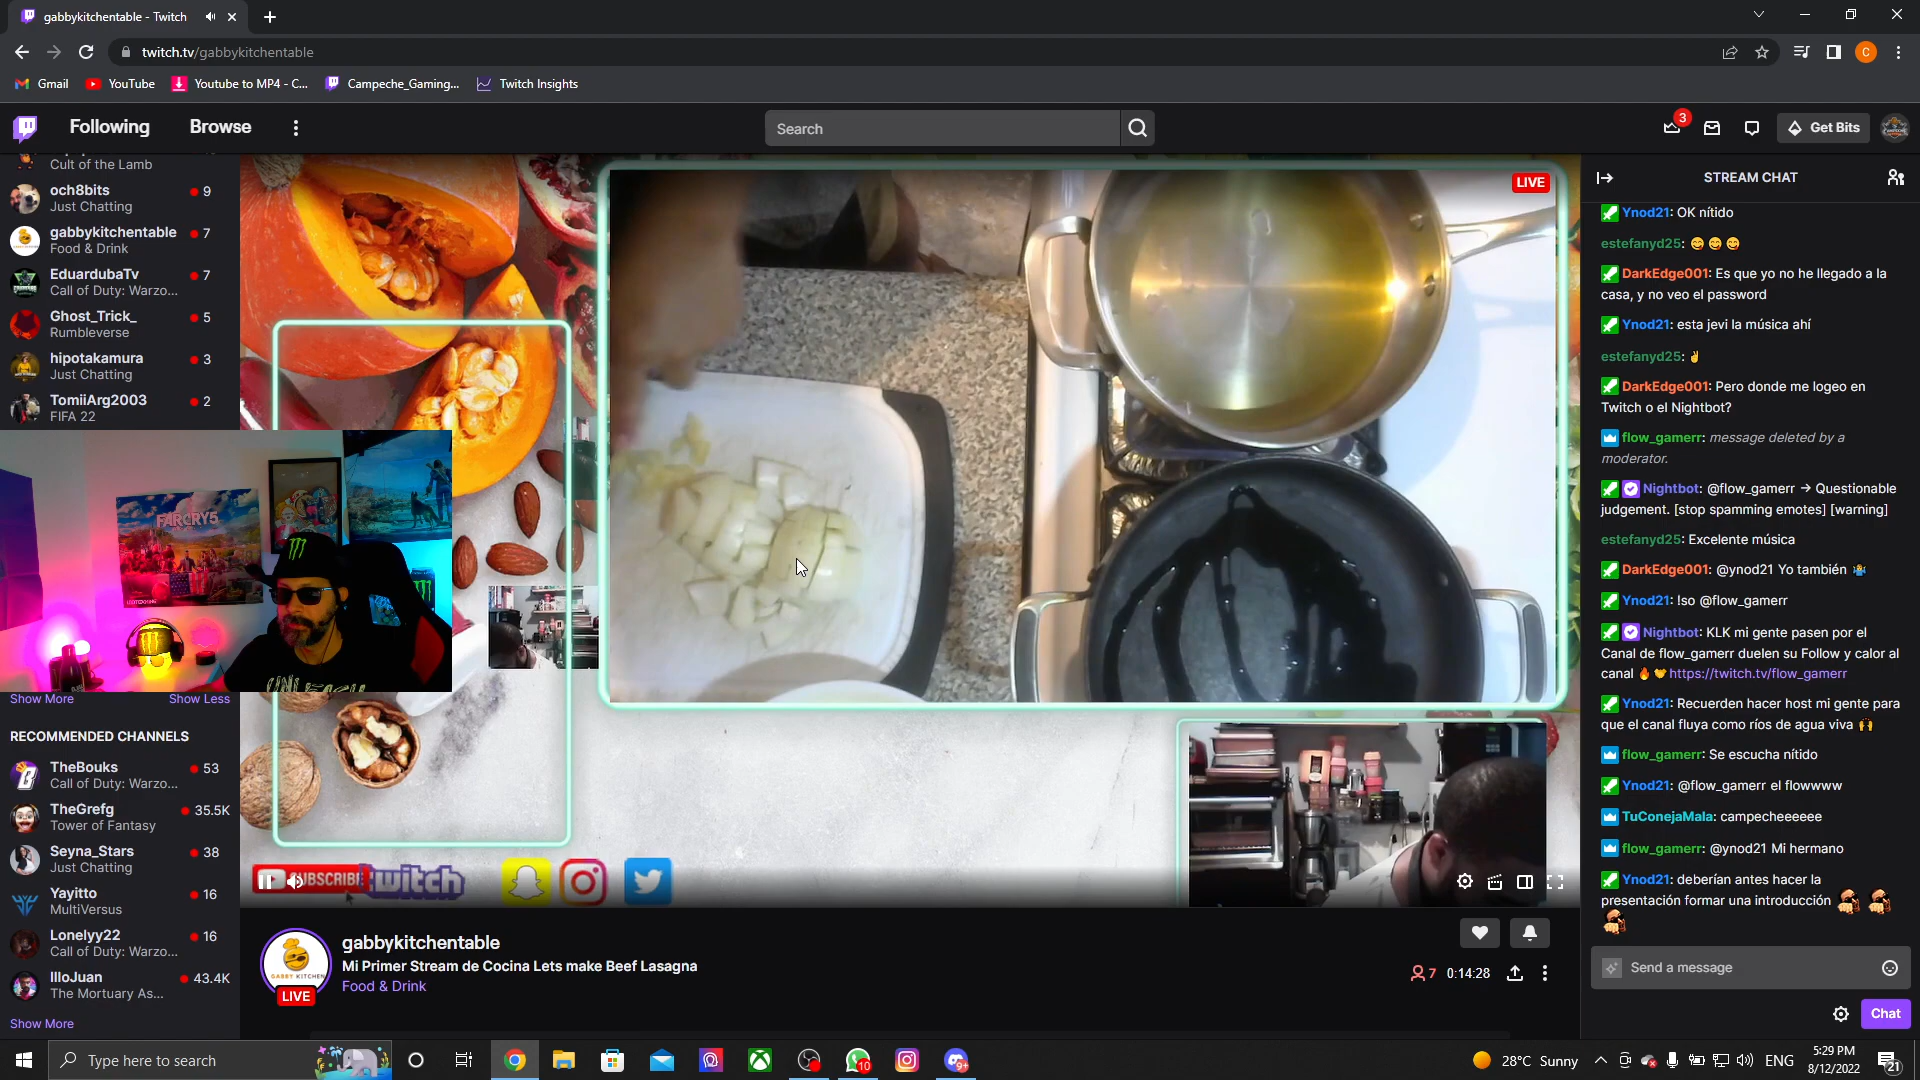 gabbykitchentable - Twitch
twitch.tv/gabbykitchentable
C
Gmail
YouTube
Youtube to MP4 - C...
Campeche_Gaming...
Twitch Insights
Following
Browse
Search
3
Get Bits
Cult of the Lamb
och8bits
9
Just Chatting
gabbykitchentable
7
Food & Drink
EduardubaTv
7
Call of Duty: Warzo...
Ghost_Trick_
5
Rumbleverse
hipotakamura
3
Just Chatting
TomiiArg2003
2
FIFA 22
FARCRY5
UNLEASH
Show More
Show Less
RECOMMENDED CHANNELS
TheBouks
53
Call of Duty: Warzo...
TheGrefg
35.5K
Tower of Fantasy
Seyna_Stars
38
Just Chatting
Yayitto
16
MultiVersus
Lonelyy22
16
Call of Duty: Warzo...
IlloJuan
43.4K
The Mortuary As...
Show More
LIVE
SUBSCRIBE
twitch
GABBY KITCHEN
LIVE
gabbykitchentable
Mi Primer Stream de Cocina Lets make Beef Lasagna
Food & Drink
7
0:14:28
STREAM CHAT
Ynod21: OK nítido
estefanyd25: 😋 😋 😋
DarkEdge001: Es que yo no he llegado a la
casa, y no veo el password
Ynod21: esta jevi la música ahí
estefanyd25: ✌
DarkEdge001: Pero donde me logeo en
Twitch o el Nightbot?
flow_gamerr: message deleted by a
moderator.
Nightbot: @flow_gamerr → Questionable
judgement. [stop spamming emotes] [warning]
estefanyd25: Excelente música
DarkEdge001: @ynod21 Yo también 🤷‍♂️
Ynod21: !so @flow_gamerr
Nightbot: KLK mi gente pasen por el
Canal de flow_gamerr duelen su Follow y calor al
canal 🔥 🧡 https://twitch.tv/flow_gamerr
Ynod21: Recuerden hacer host mi gente para
que el canal fluya como ríos de agua viva 🙌
flow_gamerr: Se escucha nítido
Ynod21: @flow_gamerr el flowwww
TuConejaMala: campecheeeeee
flow_gamerr: @ynod21 Mi hermano
Ynod21: deberían antes hacer la
presentación formar una introducción
Send a message
Chat
Type here to search
10
9+
28°C Sunny
ENG
5:29 PM
8/12/2022
21